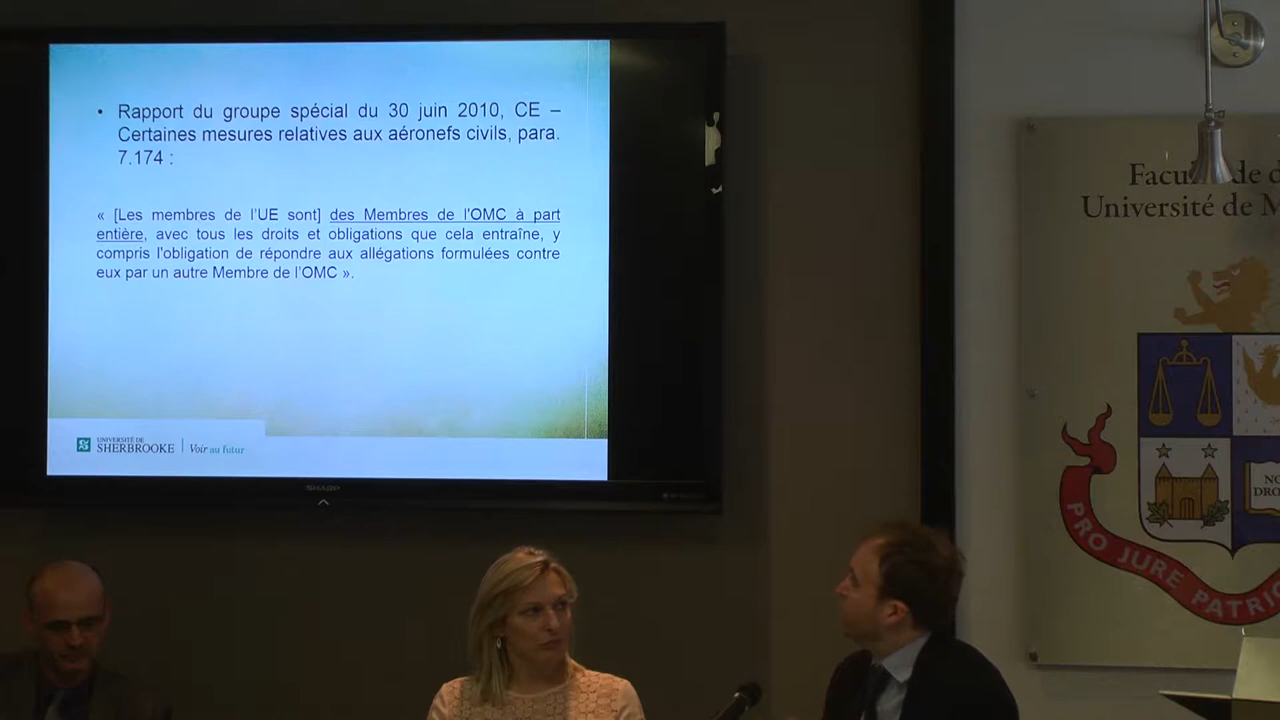 • Rapport du groupe spécial du 30 juin 2010, CE –
Certaines mesures relatives aux aéronefs civils, para.
7.174 :
« [Les membres de l'UE sont] des Membres de l'OMC à part
entière, avec tous les droits et obligations que cela entraîne, y
compris l'obligation de répondre aux allégations formulées contre
eux par un autre Membre de l'OMC ».
UNIVERSITÉ DE
SHERBROOKE
Voir au futur
SHARP
Université de M
PRO JURE PATRI